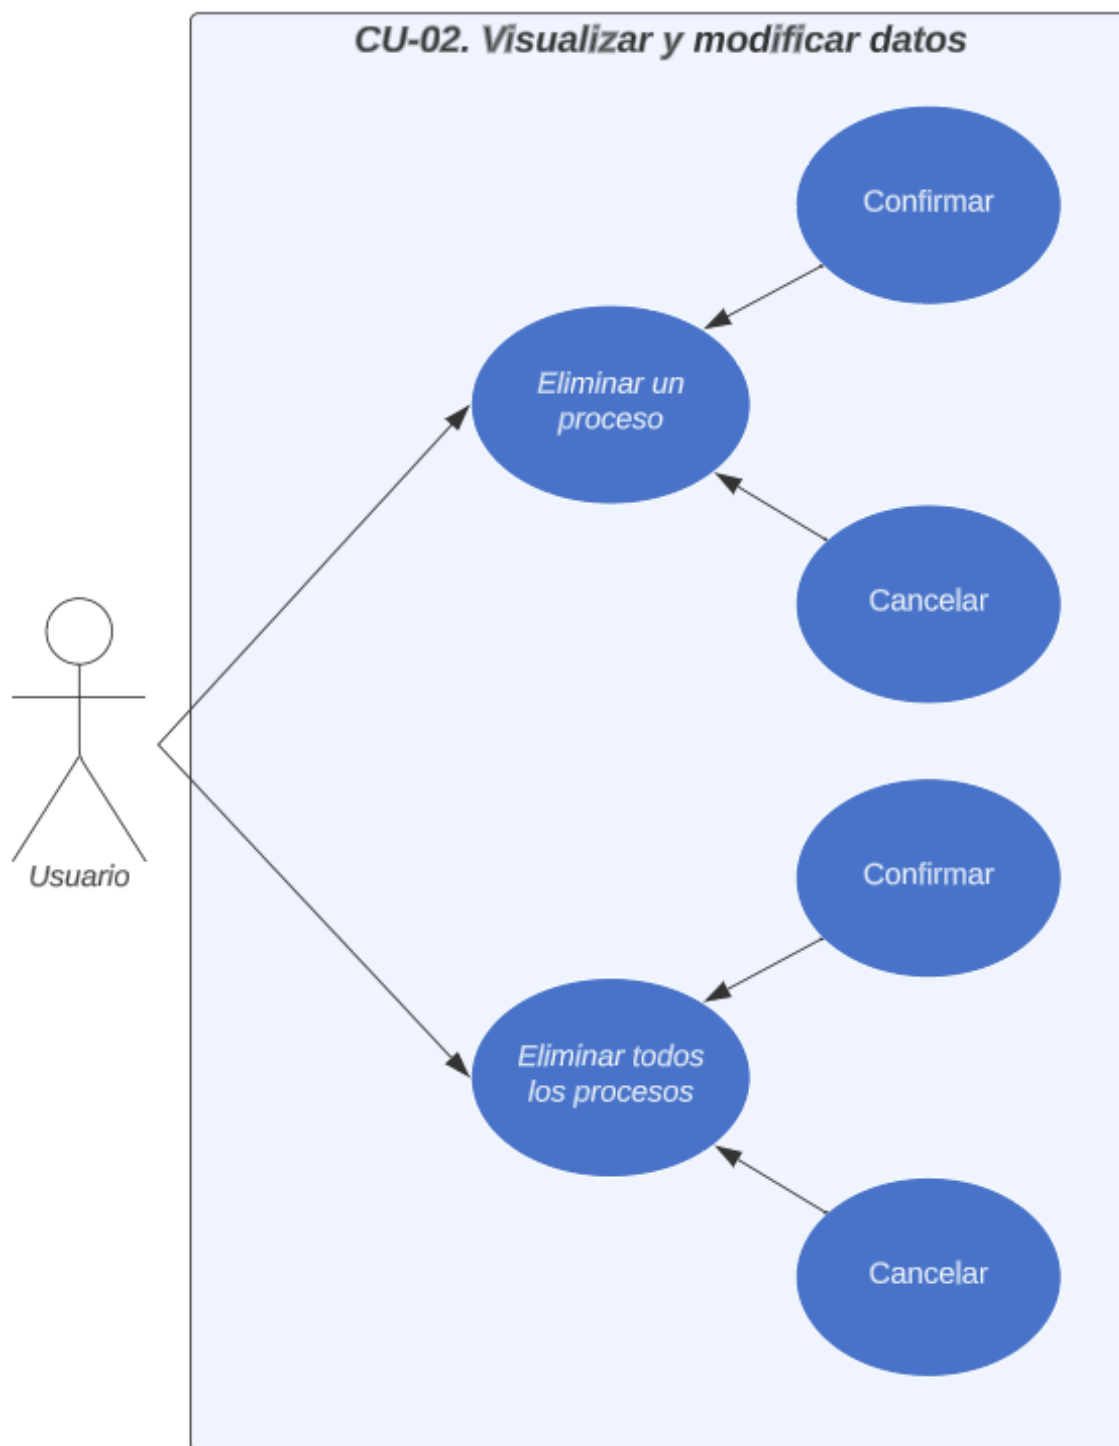 CU-02. Visualizar y modificar datos
Confirmar
Eliminar un
proceso
Cancelar
Usuario
Confirmar
Eliminar todos
los procesos
Cancelar